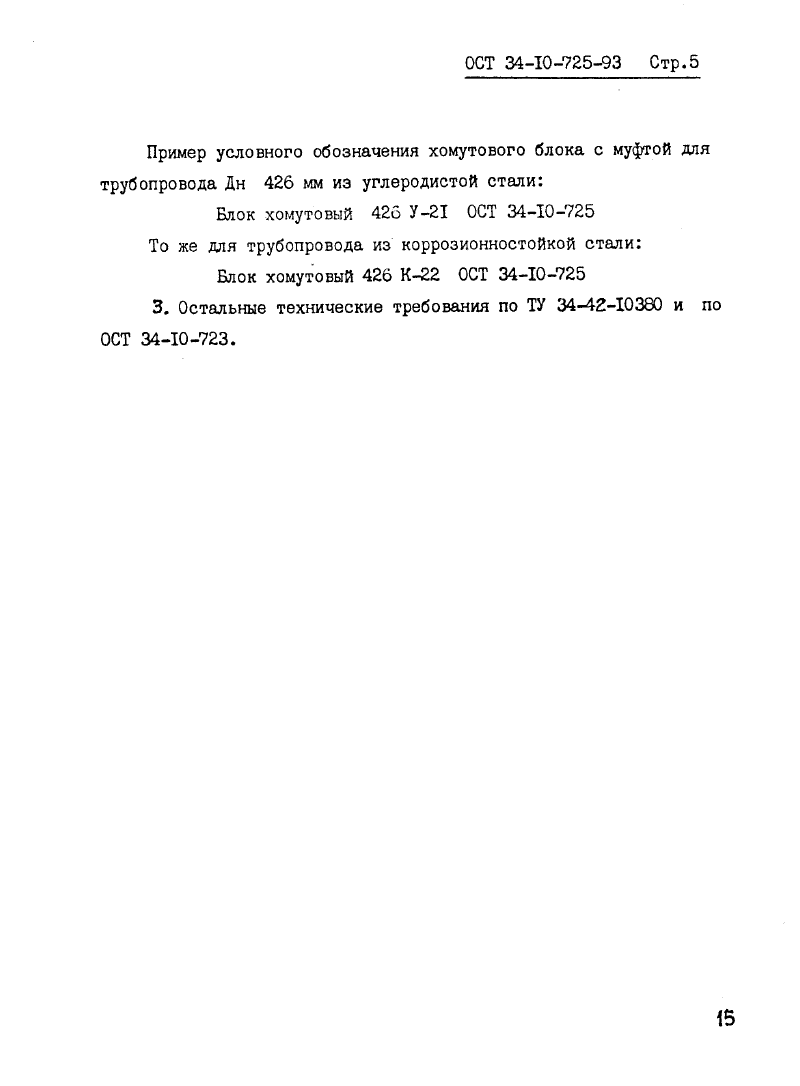 ОСТ 34-10-725-93 Стр.5
Пример условного обозначения хомутового блока с муфтой для
трубопровода Дн 426 мм из углеродистой стали:
Блок хомутовый 426 У-21 ОСТ 34-10-725
То же для трубопровода из коррозионностойкой стали:
Блок хомутовый 426 К-22 ОСТ 34-10-725
3. Остальные технические требования по ТУ 34-42-10380 и по
ОСТ 34-10-723.
15